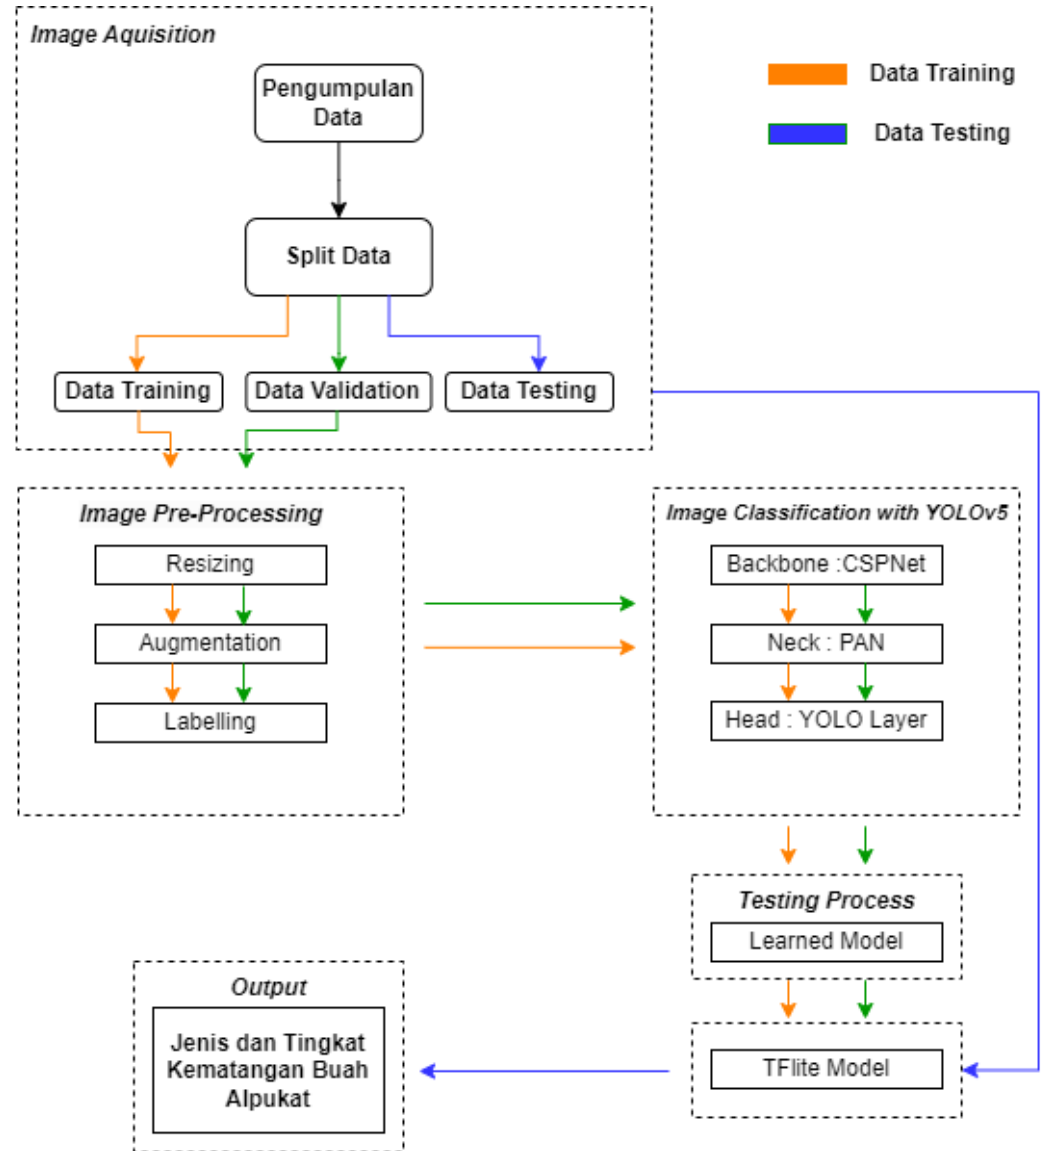 Image Aquisition
Pengumpulan
Data
Data Training
Data Testing
Split Data
Data Training
Data Validation
Data Testing
Image Pre-Processing
Resizing
Augmentation
Labelling
Image Classification with YOLOv5
Backbone :CSPNet
Neck : PAN
Head : YOLO Layer
Testing Process
Learned Model
TFlite Model
Output
Jenis dan Tingkat
Kematangan Buah
Alpukat